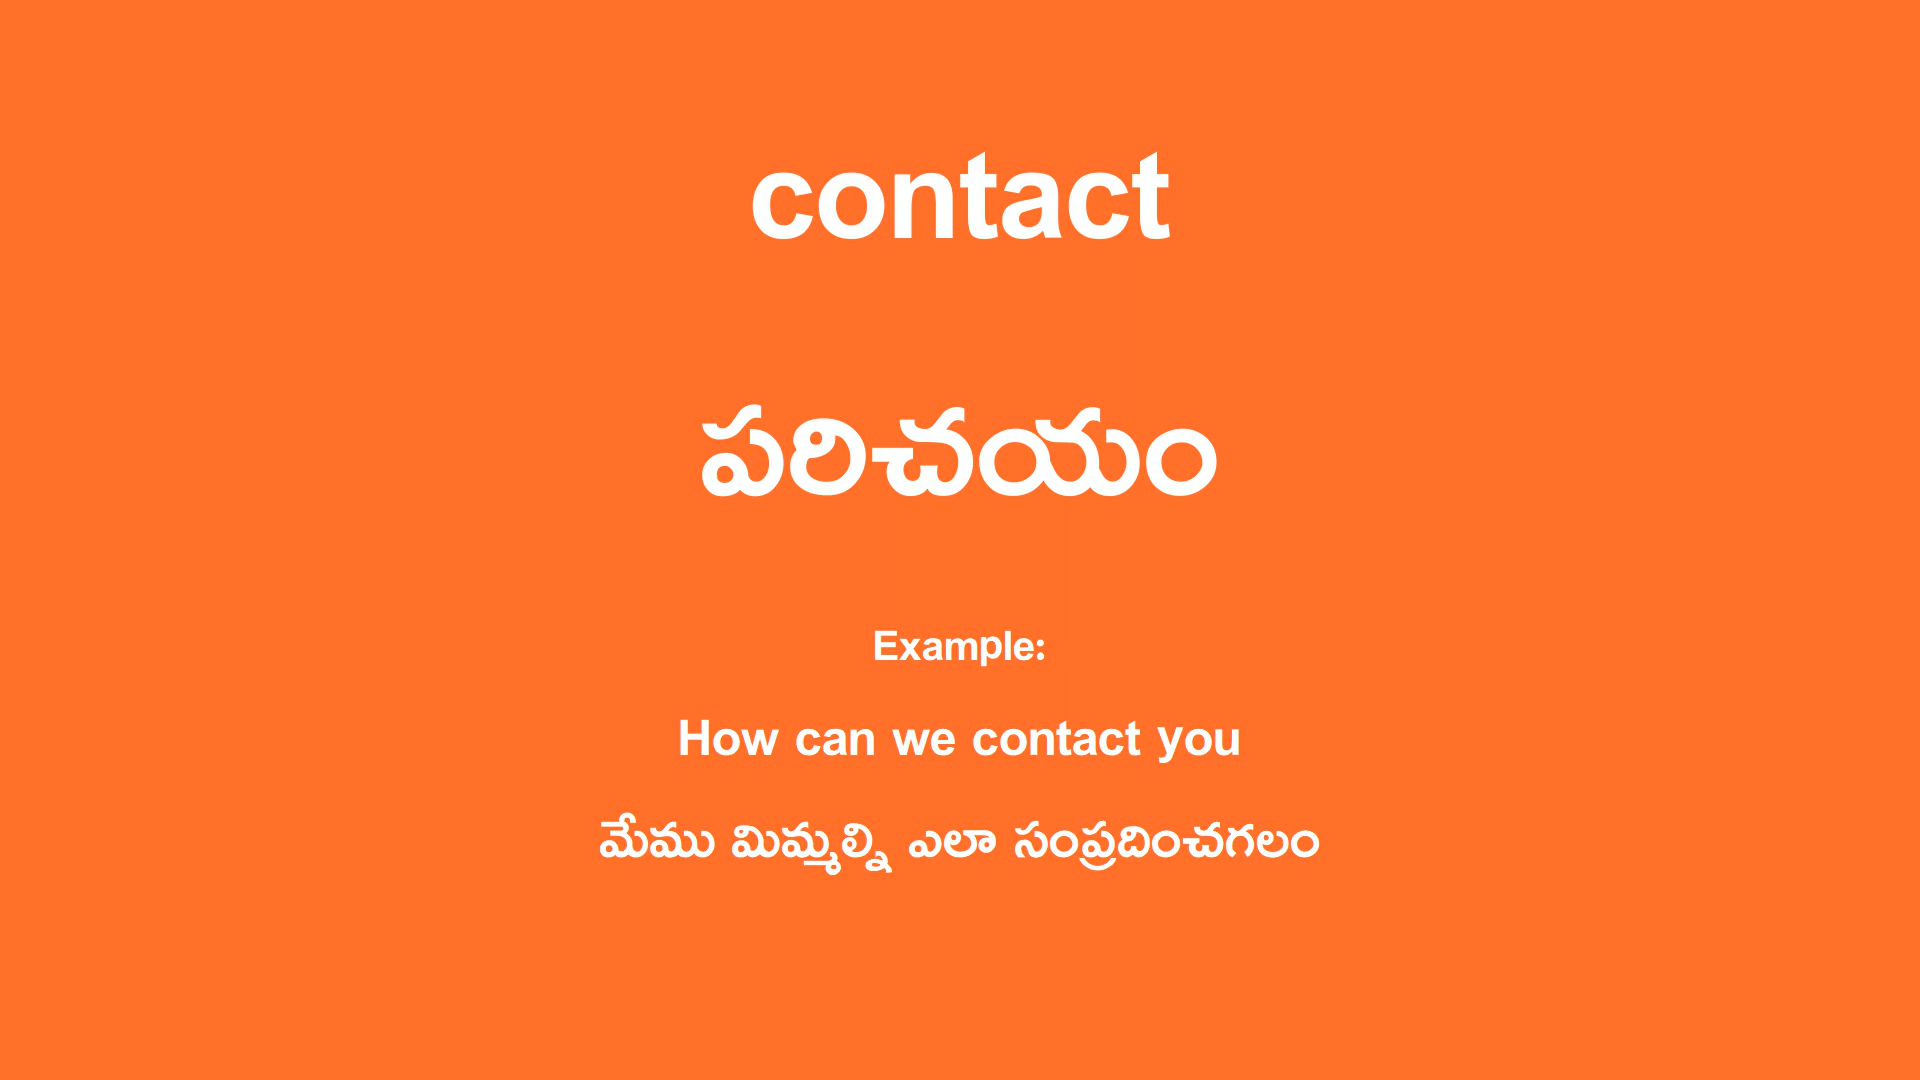 contact
పరిచయం
Example:
How can we contact you
మేము మిమ్మల్ని ఎలా సంప్రదించగలం